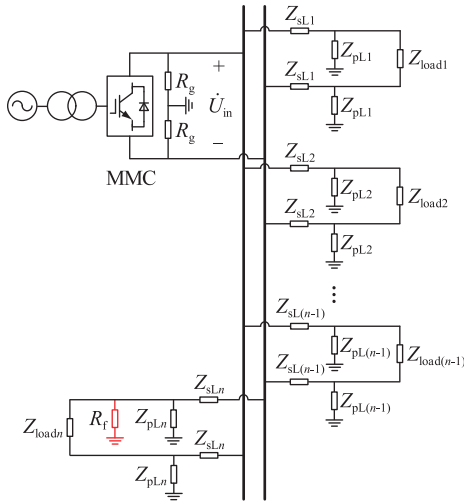 Z_sL1
Z_pL1
Z_load1
Z_sL1
Z_pL1
R_g
+
U̇_in
R_g
−
MMC
Z_sL2
Z_pL2
Z_load2
Z_sL2
Z_pL2
⋮
Z_sL(n-1)
Z_pL(n-1)
Z_load(n-1)
Z_sL(n-1)
Z_pL(n-1)
Z_sLn
R_f
Z_pLn
Z_loadn
Z_sLn
Z_pLn